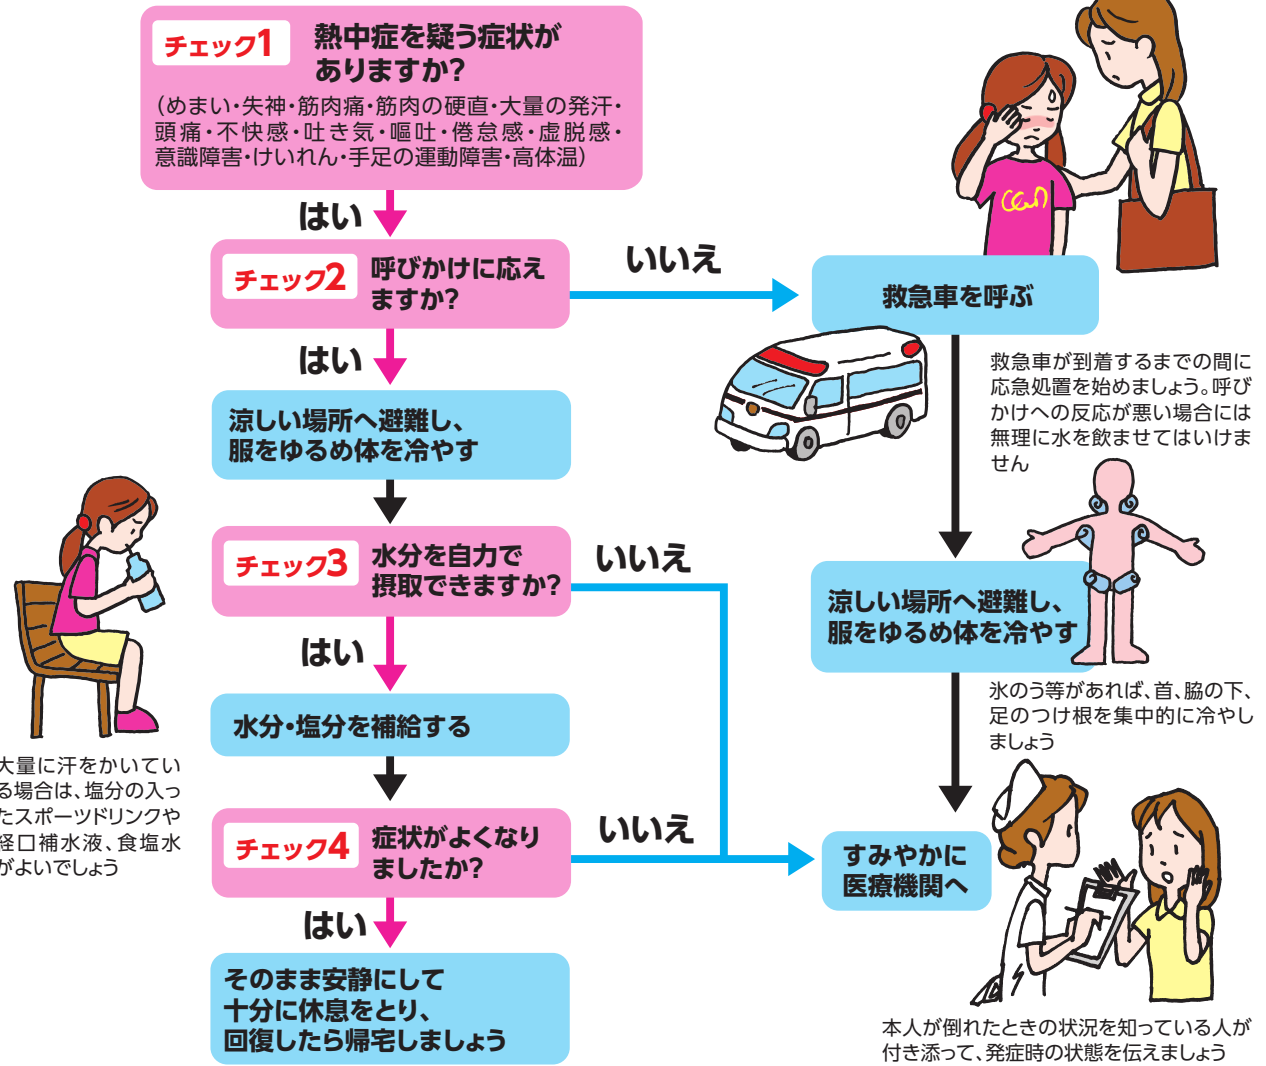 チェック1
熱中症を疑う症状が
ありますか?
(めまい・失神・筋肉痛・筋肉の硬直・大量の発汗・
頭痛・不快感・吐き気・嘔吐・倦怠感・虚脱感・
意識障害・けいれん・手足の運動障害・高体温)
はい
チェック2
呼びかけに応え
ますか?
いいえ
救急車を呼ぶ
救急車が到着するまでの間に
応急処置を始めましょう。呼び
かけへの反応が悪い場合には
無理に水を飲ませてはいけま
せん
はい
涼しい場所へ避難し、
服をゆるめ体を冷やす
チェック3
水分を自力で
摂取できますか?
いいえ
涼しい場所へ避難し、
服をゆるめ体を冷やす
氷のう等があれば、首、脇の下、
足のつけ根を集中的に冷やし
ましょう
はい
水分・塩分を補給する
大量に汗をかいてい
る場合は、塩分の入っ
たスポーツドリンクや
経口補水液、食塩水
がよいでしょう
チェック4
症状がよくなり
ましたか?
いいえ
すみやかに
医療機関へ
本人が倒れたときの状況を知っている人が
付き添って、発症時の状態を伝えましょう
はい
そのまま安静にして
十分に休息をとり、
回復したら帰宅しましょう